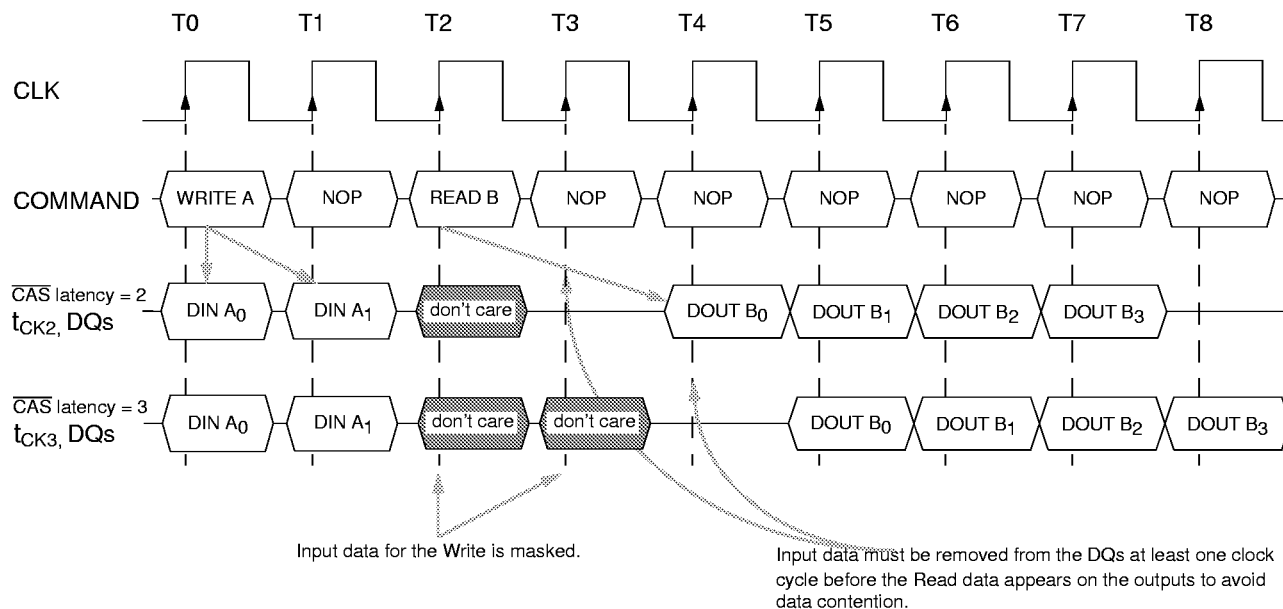 T0 T1 T2 T3 T4 T5 T6 T7 T8
CLK
COMMAND WRITE A NOP READ B NOP NOP NOP NOP NOP NOP
CAS latency = 2
tCK2, DQs DIN A0 DIN A1 don't care DOUT B0 DOUT B1 DOUT B2 DOUT B3
CAS latency = 3
tCK3, DQs DIN A0 DIN A1 don't care don't care DOUT B0 DOUT B1 DOUT B2 DOUT B3
Input data for the Write is masked.
Input data must be removed from the DQs at least one clock
cycle before the Read data appears on the outputs to avoid
data contention.